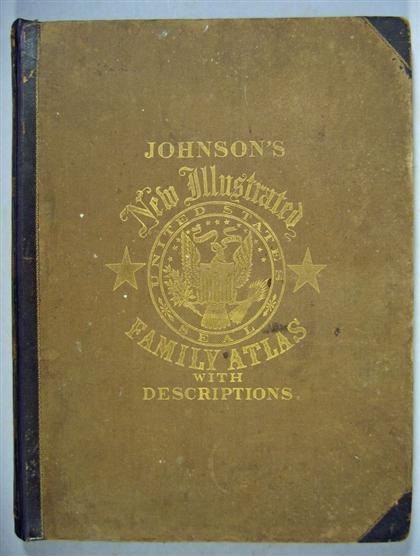 JOHNSON'S
New Illustrated
UNITED STATES
SEAL
FAMILY ATLAS
WITH
DESCRIPTIONS